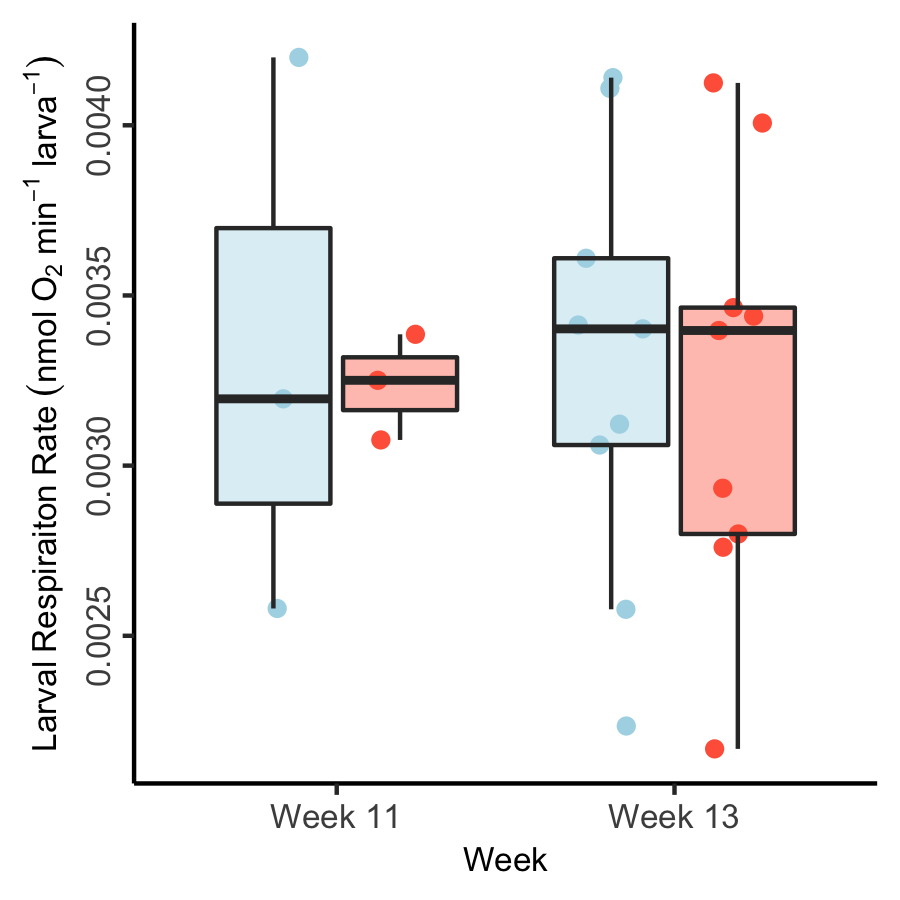 Larval Respiraiton Rate (nmol O₂ min⁻¹ larva⁻¹)
0.0040
0.0035
0.0030
0.0025
Week 11 Week 13
Week